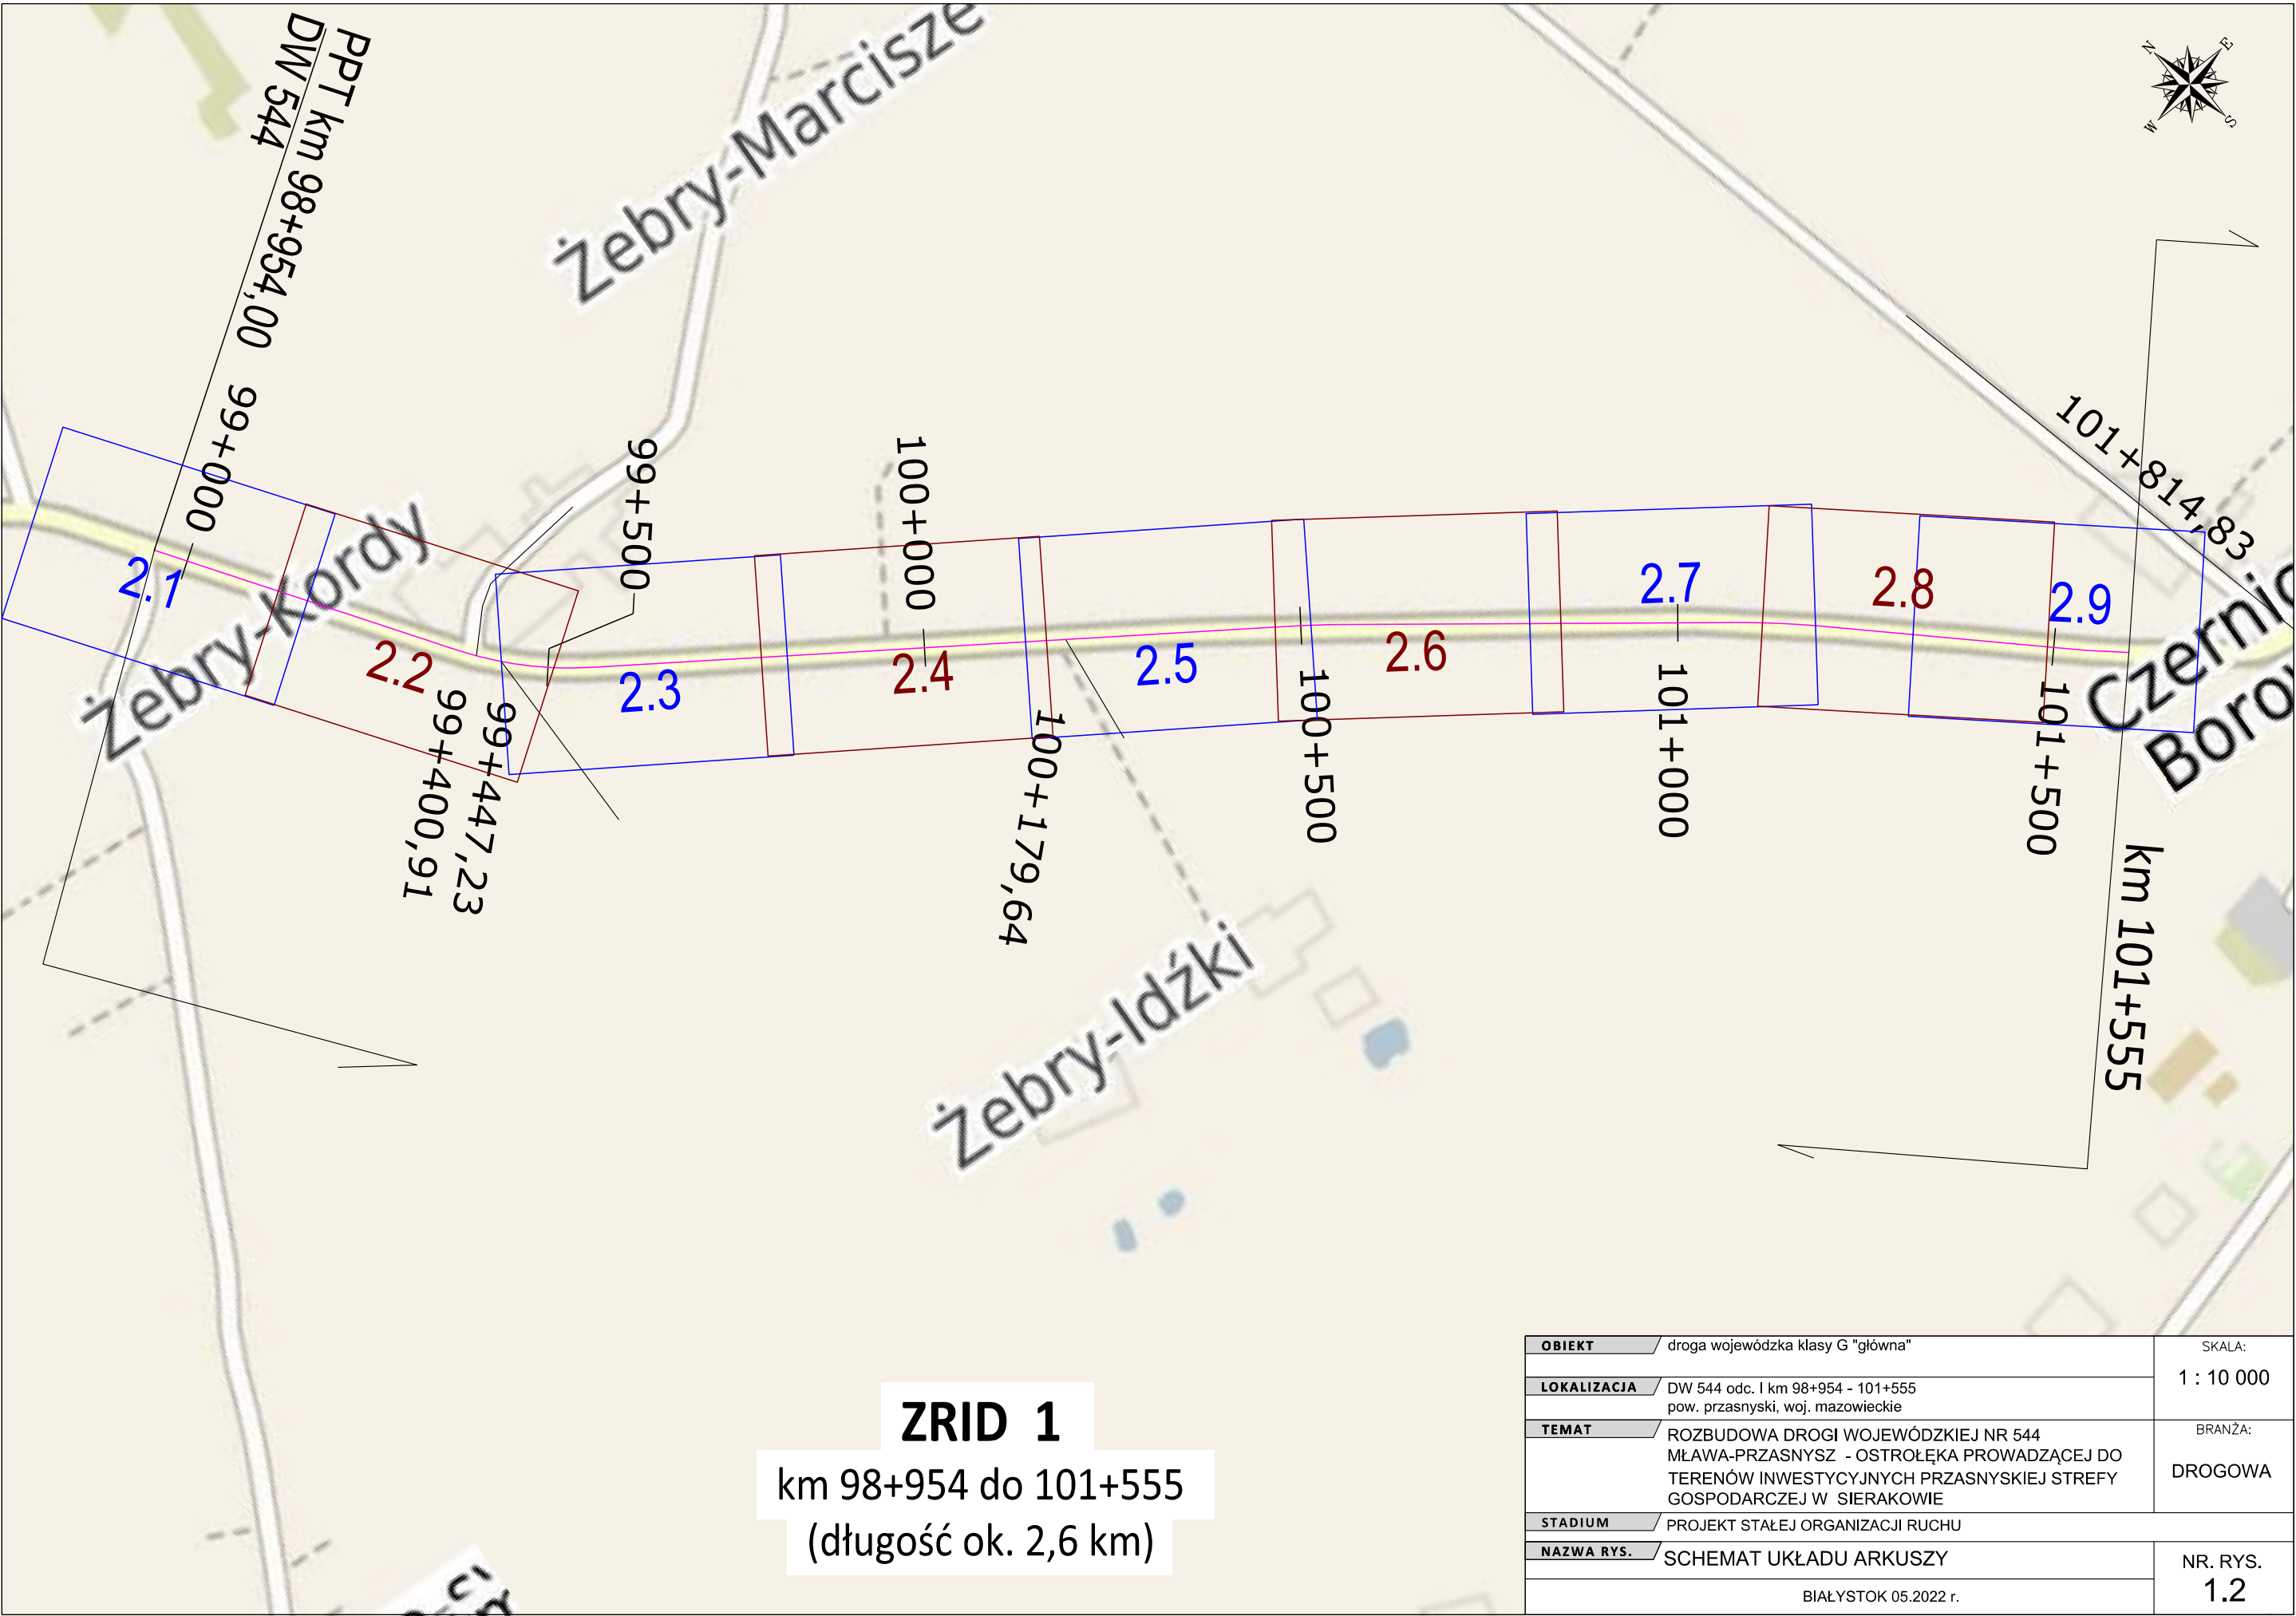 PPT km 98+954,00
DW 544
99+000
Żebry-Marcisze
N
E
W
S
101+814,83
Żebry-Kordy
99+500
100+000
2.1
2.2
2.3
2.4
2.5
2.6
2.7
2.8
2.9
99+400,91
99+447,23
100+179,64
100+500
101+000
101+500
Czernic
Boro
km 101+555
Żebry-Idźki
ZRID 1
km 98+954 do 101+555
(długość ok. 2,6 km)
OBIEKT droga wojewódzka klasy G "główna"
SKALA:
1 : 10 000
LOKALIZACJA DW 544 odc. I km 98+954 - 101+555
pow. przasnyski, woj. mazowieckie
TEMAT ROZBUDOWA DROGI WOJEWÓDZKIEJ NR 544
MŁAWA-PRZASNYSZ - OSTROŁĘKA PROWADZĄCEJ DO
TERENÓW INWESTYCYJNYCH PRZASNYSKIEJ STREFY
GOSPODARCZEJ W SIERAKOWIE
BRANŻA:
DROGOWA
STADIUM PROJEKT STAŁEJ ORGANIZACJI RUCHU
NAZWA RYS. SCHEMAT UKŁADU ARKUSZY
NR. RYS.
1.2
BIAŁYSTOK 05.2022 r.